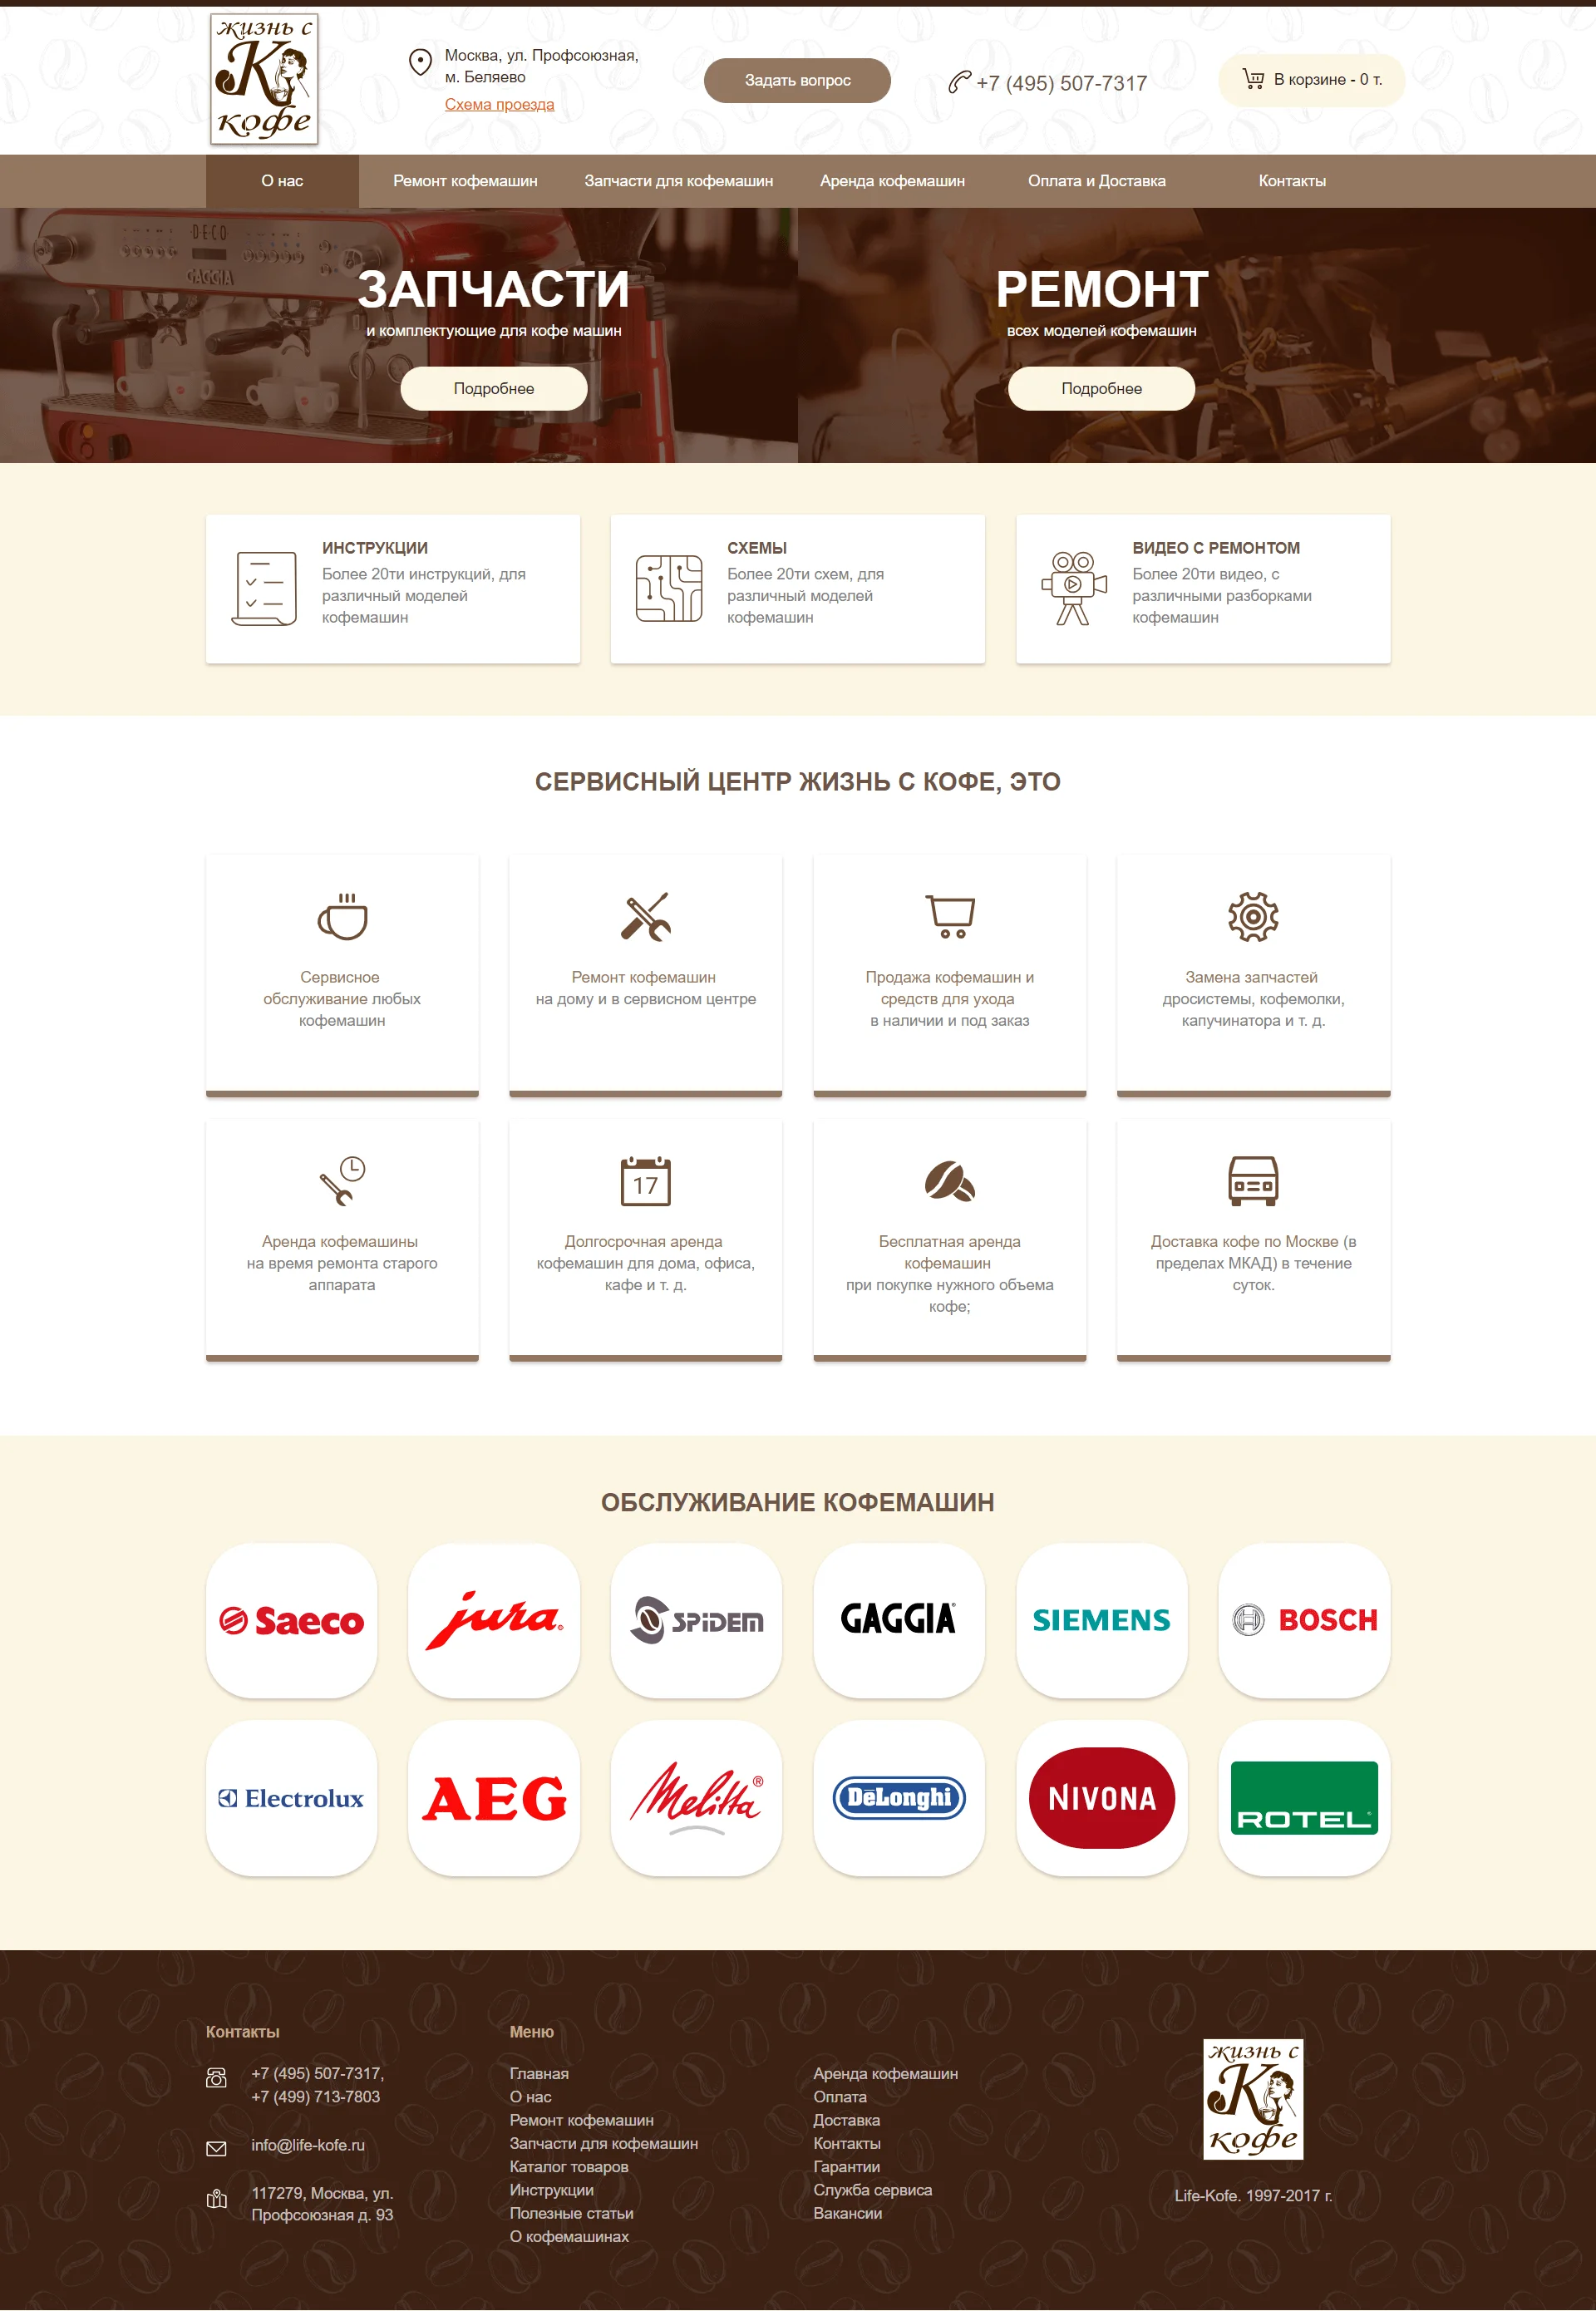 жизнь с
К
кофе
Москва, ул. Профсоюзная,
м. Беляево
Схема проезда
Задать вопрос
+7 (495) 507-7317
В корзине - 0 т.
О нас
Ремонт кофемашин
Запчасти для кофемашин
Аренда кофемашин
Оплата и Доставка
Контакты
DECO
GAGGIA
ЗАПЧАСТИ
и комплектующие для кофе машин
Подробнее
РЕМОНТ
всех моделей кофемашин
Подробнее
ИНСТРУКЦИИ
Более 20ти инструкций, для
различный моделей
кофемашин
СХЕМЫ
Более 20ти схем, для
различный моделей
кофемашин
ВИДЕО С РЕМОНТОМ
Более 20ти видео, с
различными разборками
кофемашин
СЕРВИСНЫЙ ЦЕНТР ЖИЗНЬ С КОФЕ, ЭТО
Сервисное
обслуживание любых
кофемашин
Ремонт кофемашин
на дому и в сервисном центре
Продажа кофемашин и
средств для ухода
в наличии и под заказ
Замена запчастей
дросистемы, кофемолки,
капучинатора и т. д.
Аренда кофемашины
на время ремонта старого
аппарата
17
Долгосрочная аренда
кофемашин для дома, офиса,
кафе и т. д.
Бесплатная аренда
кофемашин
при покупке нужного объема
кофе;
Доставка кофе по Москве (в
пределах МКАД) в течение
суток.
ОБСЛУЖИВАНИЕ КОФЕМАШИН
Saeco
jura
SPIDEM
GAGGIA
SIEMENS
BOSCH
Electrolux
AEG
Melitta®
DeLonghi
NIVONA
ROTEL
Контакты
+7 (495) 507-7317,
+7 (499) 713-7803
info@life-kofe.ru
117279, Москва, ул.
Профсоюзная д. 93
Меню
Главная
О нас
Ремонт кофемашин
Запчасти для кофемашин
Каталог товаров
Инструкции
Полезные статьи
О кофемашинах
Аренда кофемашин
Оплата
Доставка
Контакты
Гарантии
Служба сервиса
Вакансии
жизнь с
К
кофе
Life-Kofe. 1997-2017 г.